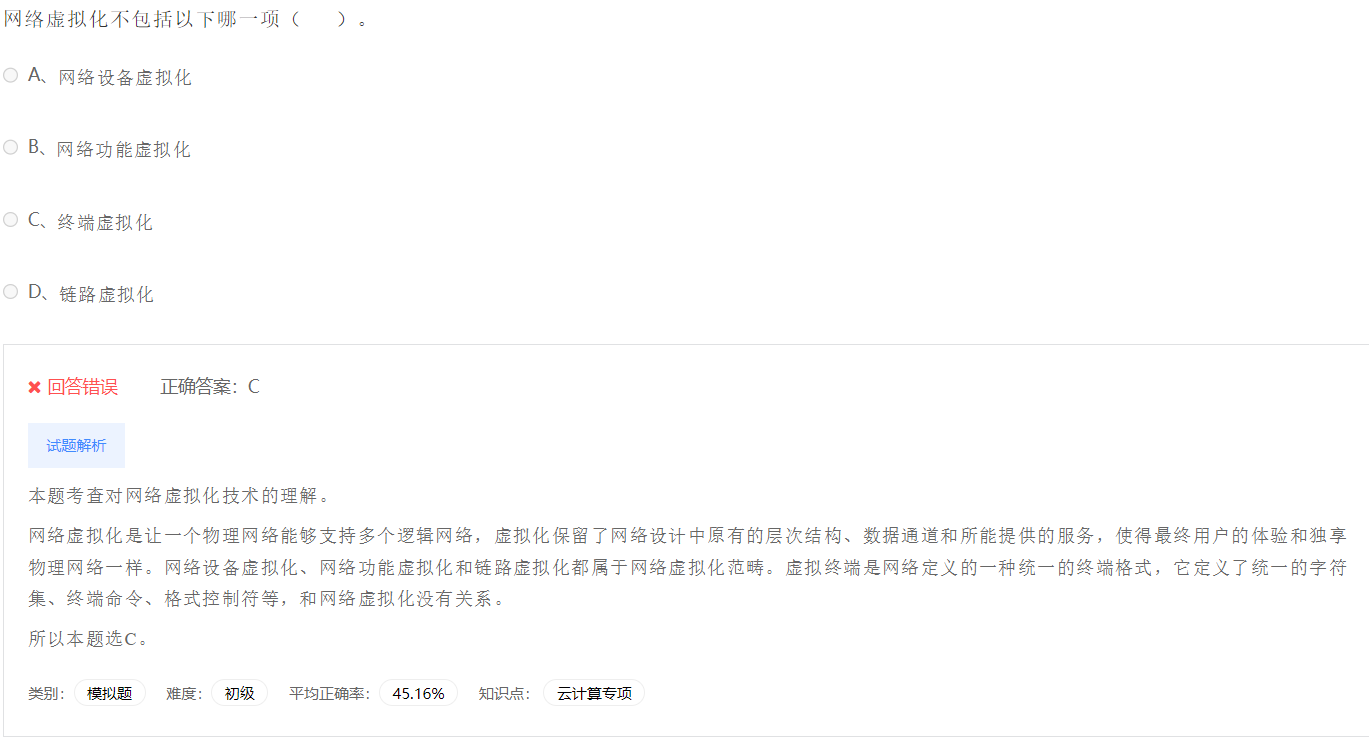 网络虚拟化不包括以下哪一项（　　）。
A、网络设备虚拟化
B、网络功能虚拟化
C、终端虚拟化
D、链路虚拟化
回答错误 正确答案：C
试题解析
本题考查对网络虚拟化技术的理解。
网络虚拟化是让一个物理网络能够支持多个逻辑网络，虚拟化保留了网络设计中原有的层次结构、数据通道和所能提供的服务，使得最终用户的体验和独享
物理网络一样。网络设备虚拟化、网络功能虚拟化和链路虚拟化都属于网络虚拟化范畴。虚拟终端是网络定义的一种统一的终端格式，它定义了统一的字符
集、终端命令、格式控制符等，和网络虚拟化没有关系。
所以本题选C。
类别： 模拟题 难度： 初级 平均正确率： 45.16% 知识点： 云计算专项